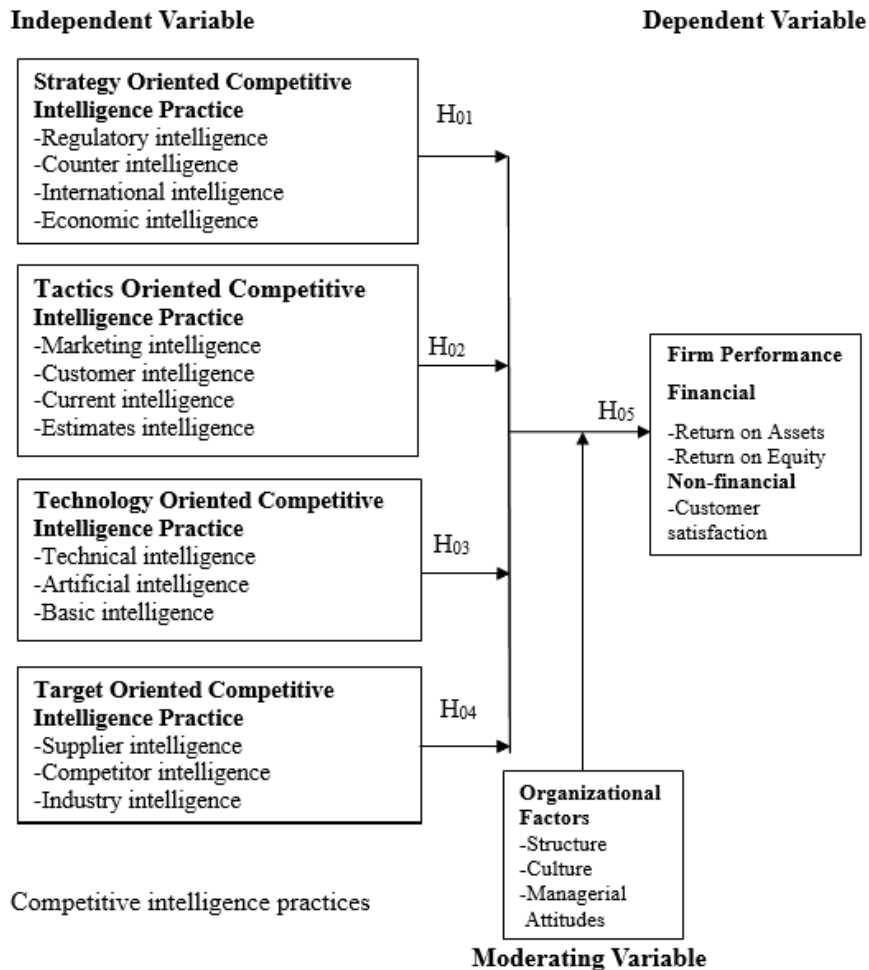 Independent Variable
Dependent Variable
Strategy Oriented Competitive
Intelligence Practice
-Regulatory intelligence
-Counter intelligence
-International intelligence
-Economic intelligence
H01
Tactics Oriented Competitive
Intelligence Practice
-Marketing intelligence
-Customer intelligence
-Current intelligence
-Estimates intelligence
H02
Technology Oriented Competitive
Intelligence Practice
-Technical intelligence
-Artificial intelligence
-Basic intelligence
H03
Target Oriented Competitive
Intelligence Practice
-Supplier intelligence
-Competitor intelligence
-Industry intelligence
H04
H05
Firm Performance
Financial
-Return on Assets
-Return on Equity
Non-financial
-Customer
satisfaction
Organizational
Factors
-Structure
-Culture
-Managerial
Attitudes
Competitive intelligence practices
Moderating Variable